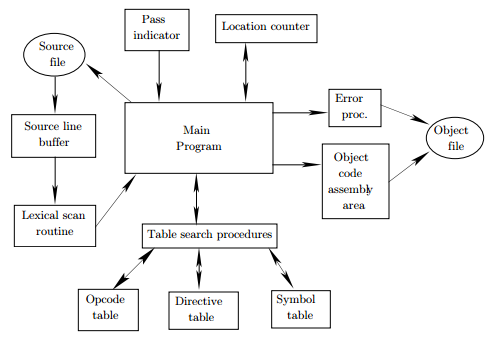 Pass
indicator
Location counter
Source
file
Source line
buffer
Lexical scan
routine
Main
Program
Error
proc.
Object
code
assembly
area
Object
file
Table search procedures
Opcode
table
Directive
table
Symbol
table